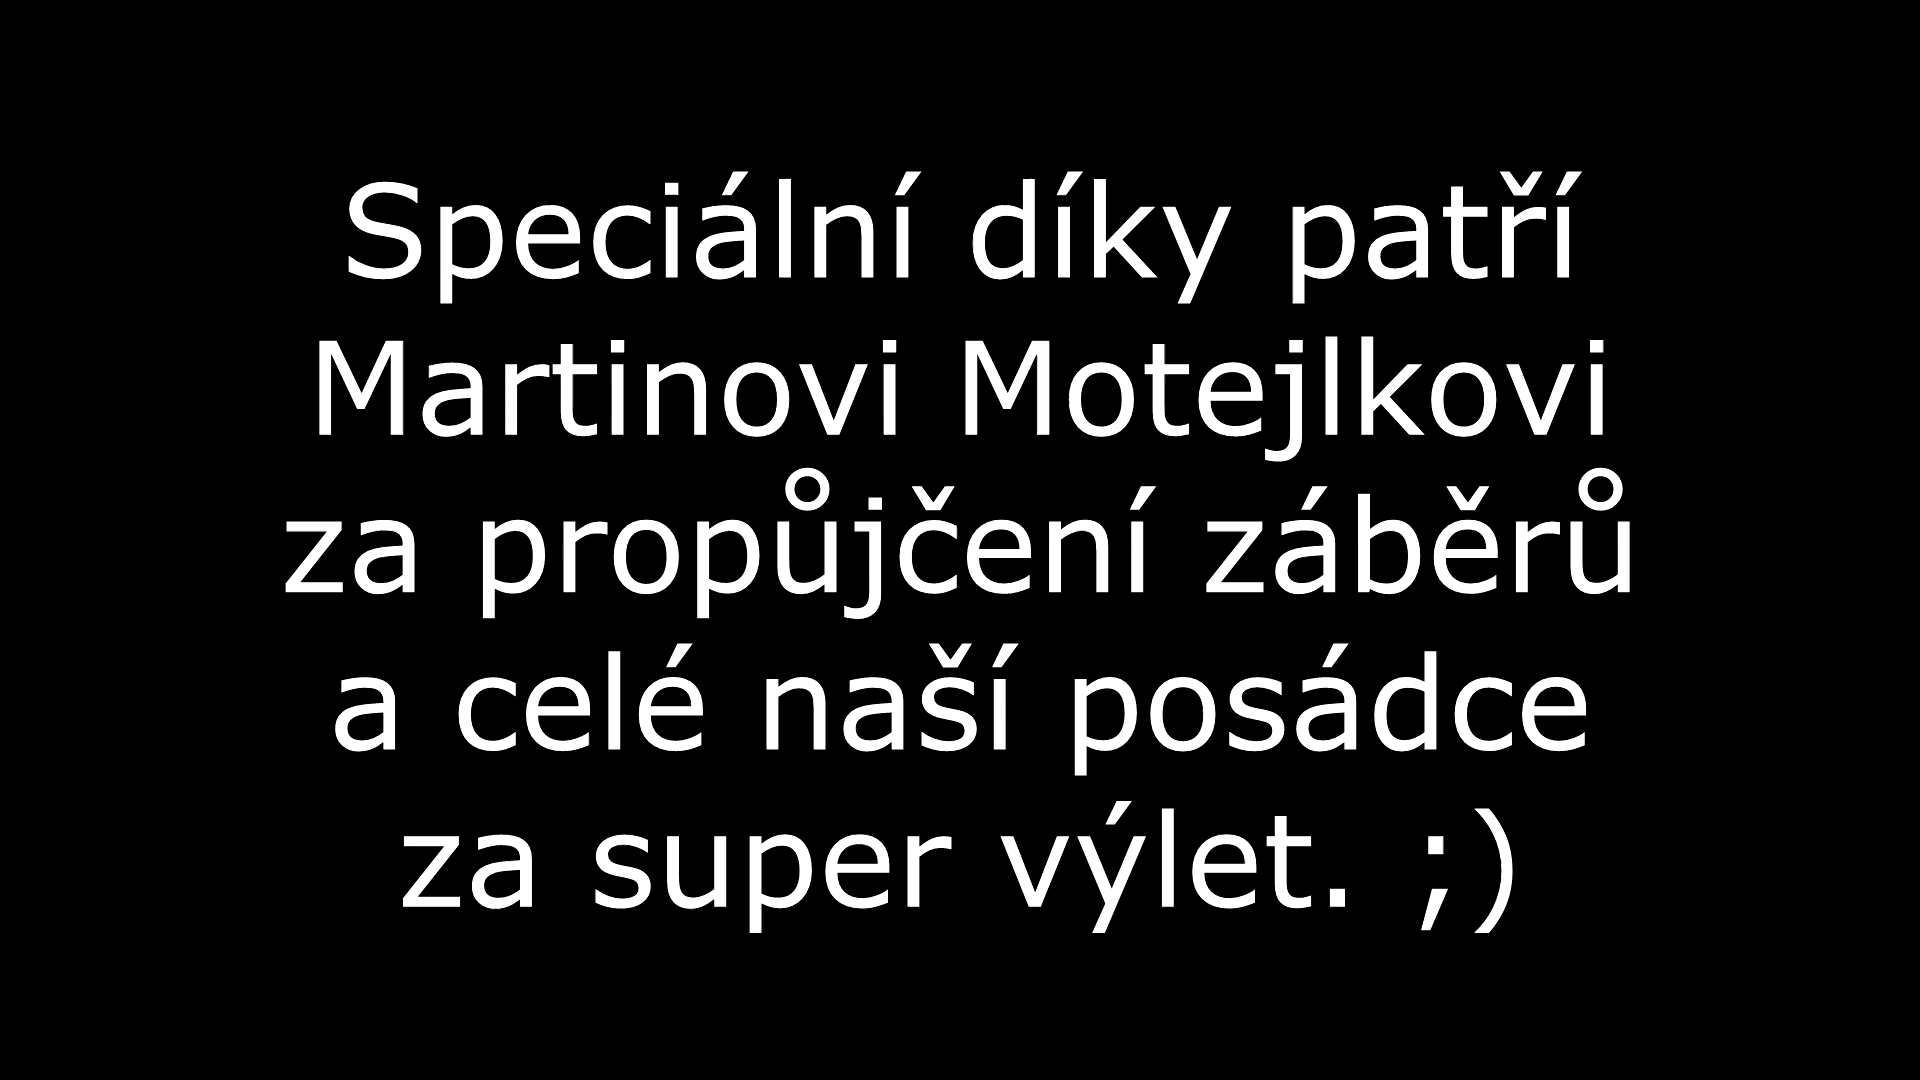 Speciální díky patří
Martinovi Motejlkovi
za propůjčení záběrů
a celé naší posádce
za super výlet. ;)